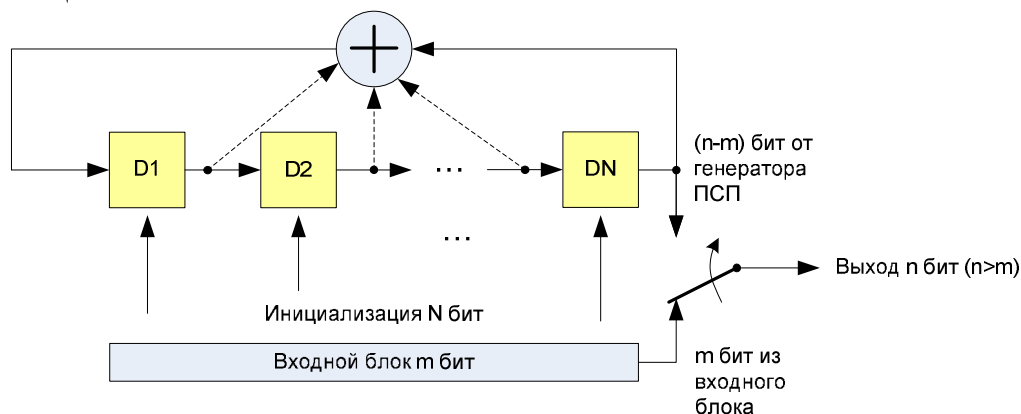 D1
D2
...
DN
(n-m) бит от
генератора
ПСП
...
Выход n бит (n>m)
Инициализация N бит
Входной блок m бит
m бит из
входного
блока